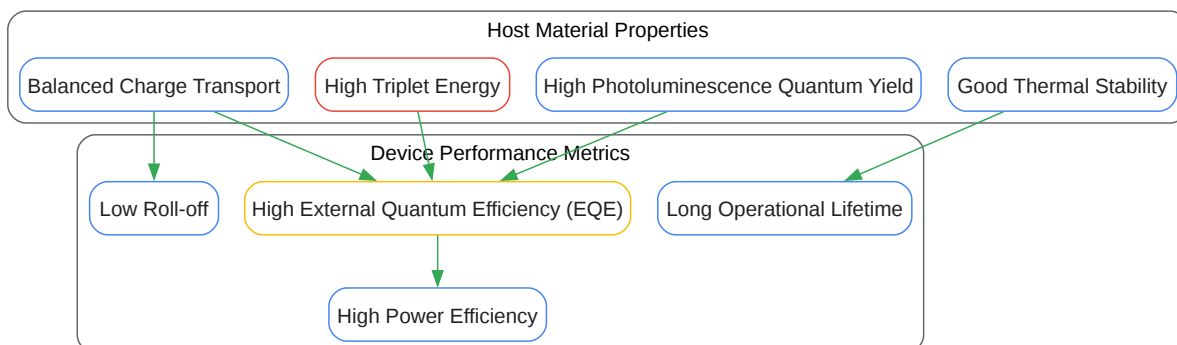 Host Material Properties
Balanced Charge Transport
High Triplet Energy
High Photoluminescence Quantum Yield
Good Thermal Stability
Device Performance Metrics
Low Roll-off
High External Quantum Efficiency (EQE)
Long Operational Lifetime
High Power Efficiency